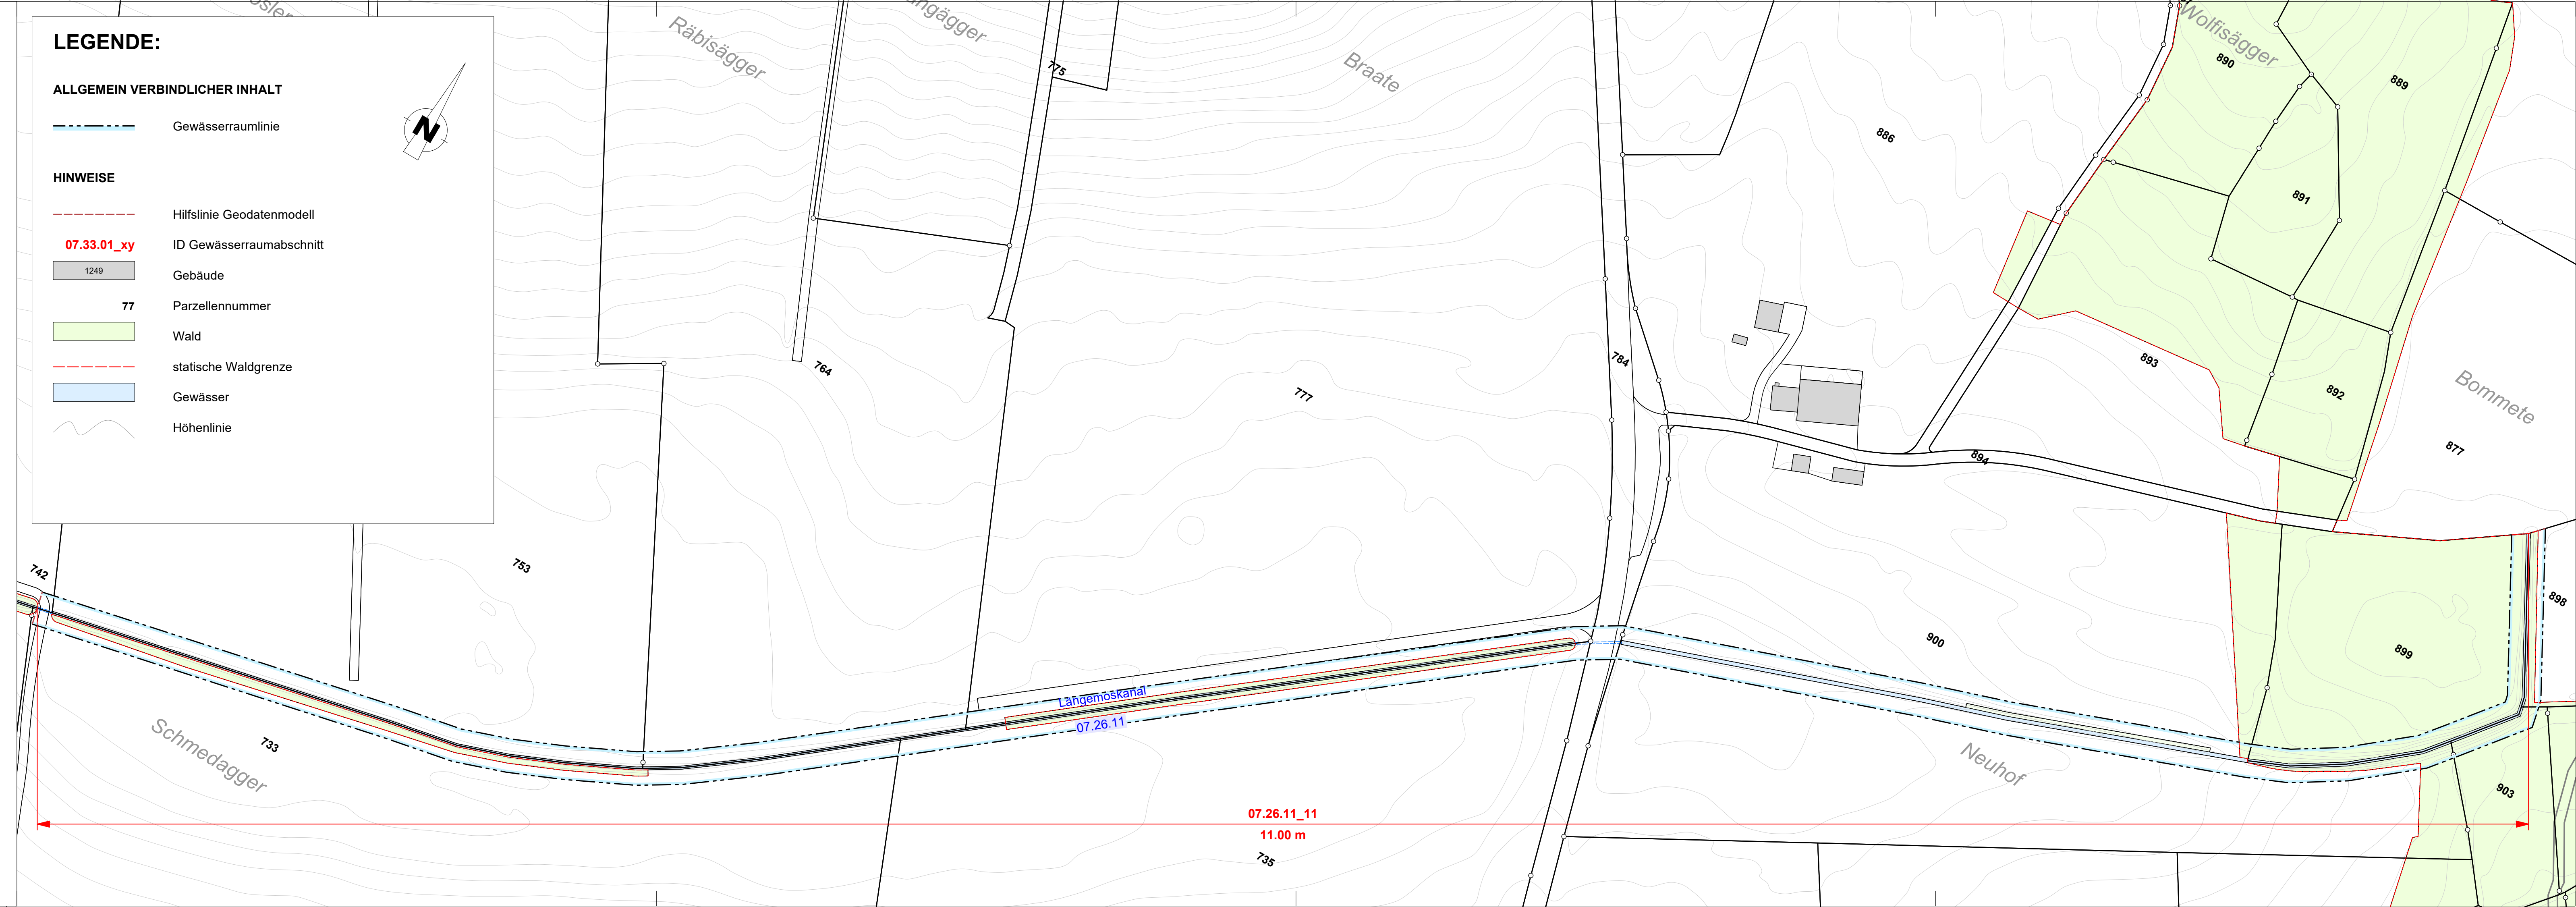 LEGENDE:
ALLGEMEIN VERBINDLICHER INHALT
Gewässerraumlinie
N
HINWEISE
Hilfslinie Geodatenmodell
07.33.01_xy ID Gewässerraumabschnitt
1249 Gebäude
77 Parzellennummer
Wald
statische Waldgrenze
Gewässer
Höhenlinie
Räbisägger
Braate
Wolfisägger
775
890
889
886
891
764
777
784
893
892
Bommete
877
894
742
753
898
900
899
Langemoskanal
07.26.11
Schmedagger
733
Neuhof
903
07.26.11_11
11.00 m
735